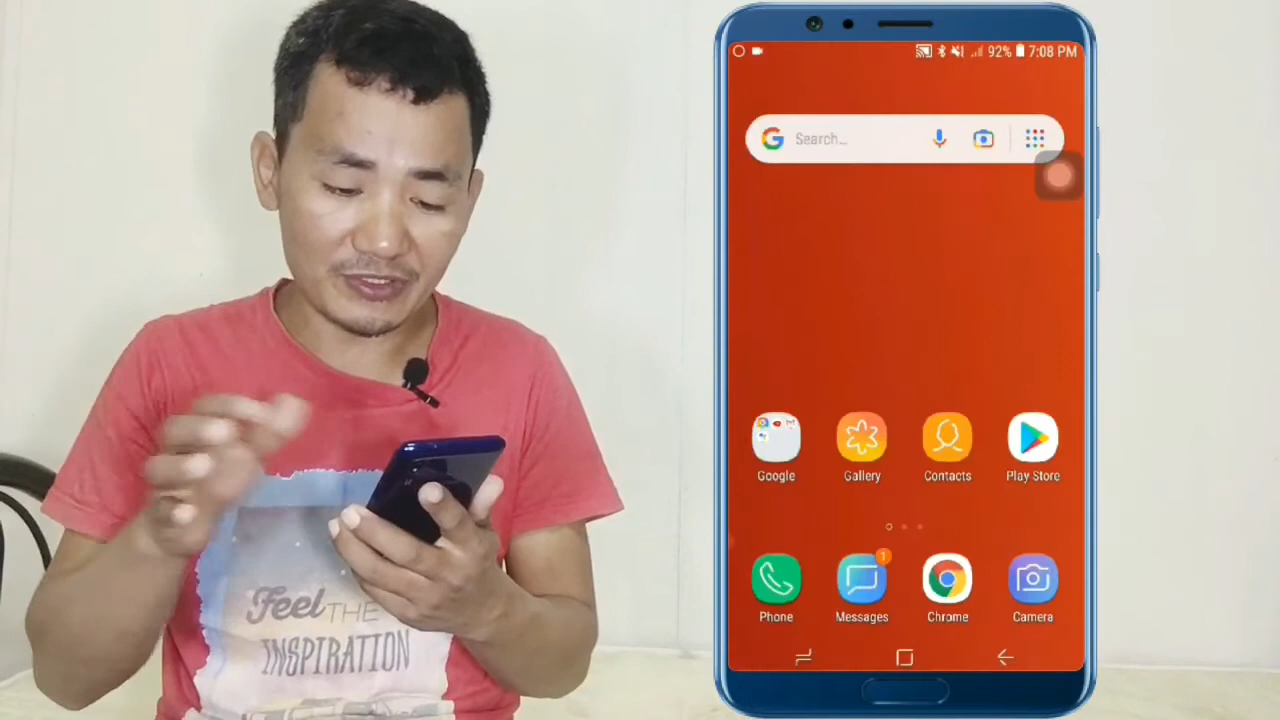 92% 7:08 PM
Search...
Google
Gallery
Contacts
Play Store
1
Phone
Messages
Chrome
Camera
Feel THE
INSPIRATION